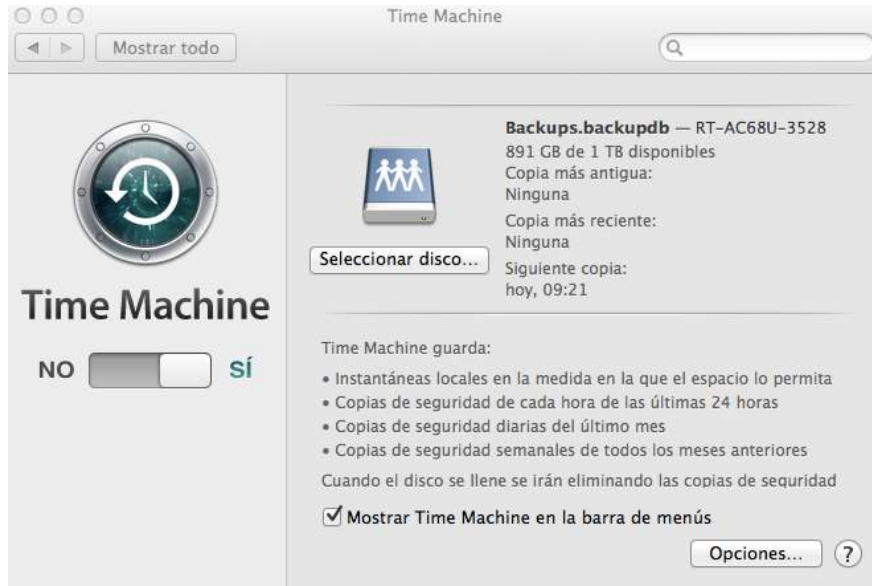 Time Machine
Mostrar todo
Backups.backupdb — RT-AC68U-3528
891 GB de 1 TB disponibles
Copia más antigua:
Ninguna
Copia más reciente:
Ninguna
Siguiente copia:
hoy, 09:21
Seleccionar disco...
Time Machine
NO SÍ
Time Machine guarda:
• Instantáneas locales en la medida en la que el espacio lo permita
• Copias de seguridad de cada hora de las últimas 24 horas
• Copias de seguridad diarias del último mes
• Copias de seguridad semanales de todos los meses anteriores
Cuando el disco se llene se irán eliminando las copias de seguridad
Mostrar Time Machine en la barra de menús
Opciones... ?